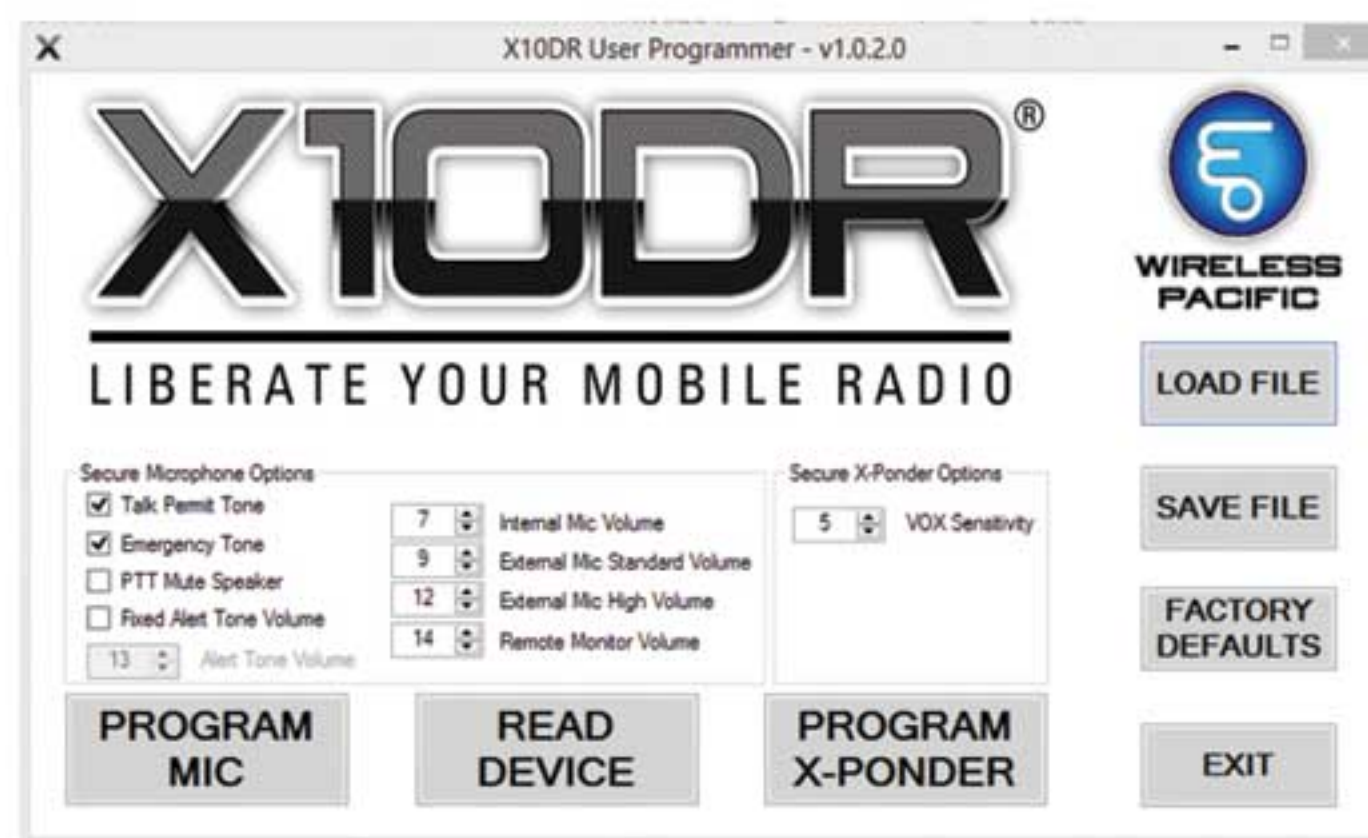 X10DR User Programmer - v1.0.2.0
X10DR®
LIBERATE YOUR MOBILE RADIO
WIRELESS
PACIFIC
LOAD FILE
SAVE FILE
FACTORY
DEFAULTS
EXIT
Secure Microphone Options
Talk Permit Tone
Emergency Tone
PTT Mute Speaker
Fixed Alert Tone Volume
13 Alert Tone Volume
7 Internal Mic Volume
9 External Mic Standard Volume
12 External Mic High Volume
14 Remote Monitor Volume
Secure X-Ponder Options
5 VOX Sensitivity
PROGRAM
MIC
READ
DEVICE
PROGRAM
X-PONDER